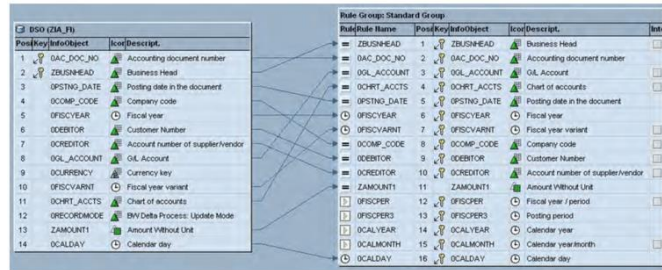 DSO (ZIA_FI)
Posi Key InfoObject Icor Descript.
1 0AC_DOC_NO Accounting document number
2 ZBUSNHEAD Business Head
3 0PSTNG_DATE Posting date in the document
4 0COMP_CODE Company code
5 0FISCYEAR Fiscal year
6 0DEBITOR Customer Number
7 0CREDITOR Account number of supplier/vendor
8 0GL_ACCOUNT G/L Account
9 0CURRENCY Currency key
10 0FISCVARNT Fiscal year variant
11 0CHRT_ACCTS Chart of accounts
12 0RECORDMODE BW Delta Process: Update Mode
13 ZAMOUNT1 Amount Without Unit
14 0CALDAY Calendar day
Rule Group: Standard Group
Rule Rule Name Posi Key InfoObject Icor Descript.
ZBUSNHEAD 1 ZBUSNHEAD Business Head
0AC_DOC_NO 2 0AC_DOC_NO Accounting document number
0GL_ACCOUNT 3 0GL_ACCOUNT G/L Account
0CHRT_ACCTS 4 0CHRT_ACCTS Chart of accounts
0PSTNG_DATE 5 0PSTNG_DATE Posting date in the document
0FISCYEAR 6 0FISCYEAR Fiscal year
0FISCVARNT 7 0FISCVARNT Fiscal year variant
0COMP_CODE 8 0COMP_CODE Company code
0DEBITOR 9 0DEBITOR Customer Number
0CREDITOR 10 0CREDITOR Account number of supplier/vendor
ZAMOUNT1 11 ZAMOUNT1 Amount Without Unit
0FISCPER 12 0FISCPER Fiscal year / period
0FISCPER3 13 0FISCPER3 Posting period
0CALYEAR 14 0CALYEAR Calendar year
0CALMONTH 15 0CALMONTH Calendar year/month
0CALDAY 16 0CALDAY Calendar day